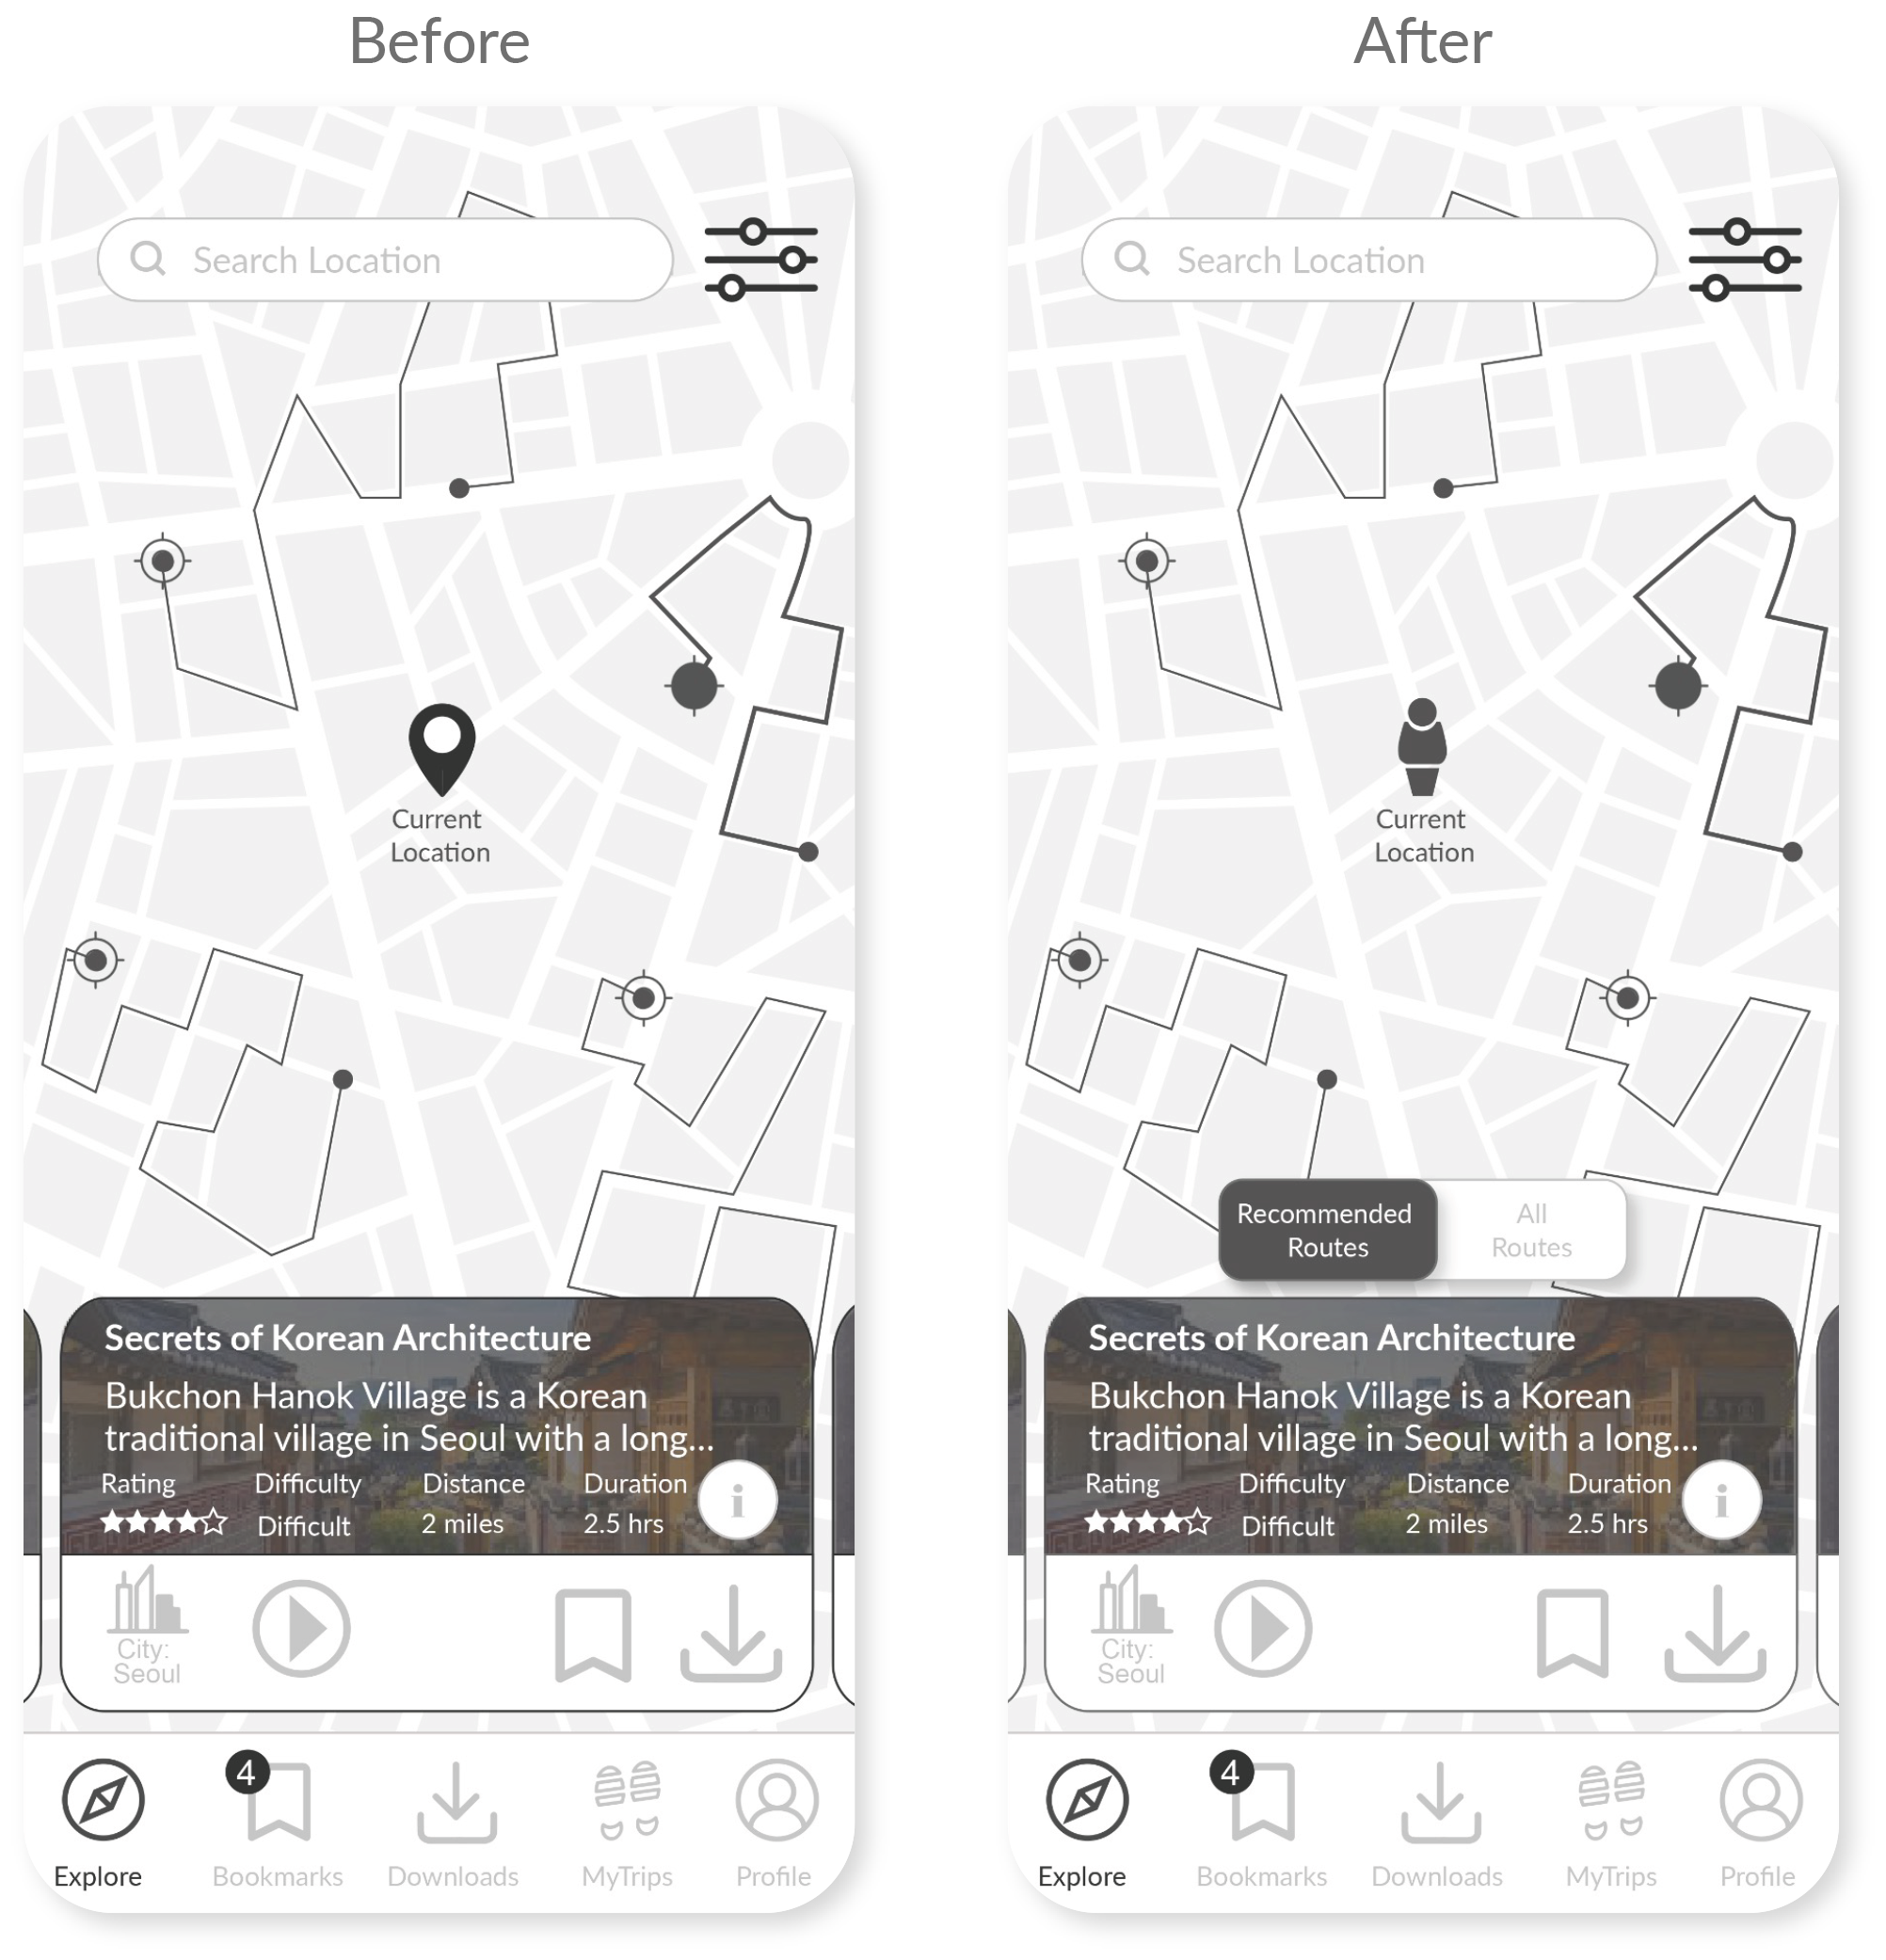 Before
Search Location
Current
Location
Secrets of Korean Architecture
Bukchon Hanok Village is a Korean
traditional village in Seoul with a long...
Rating Difficulty Distance Duration
Difficult 2 miles 2.5 hrs
i
City:
Seoul
4
Explore Bookmarks Downloads MyTrips Profile
After
Search Location
Current
Location
Recommended
Routes
All
Routes
Secrets of Korean Architecture
Bukchon Hanok Village is a Korean
traditional village in Seoul with a long...
Rating Difficulty Distance Duration
Difficult 2 miles 2.5 hrs
i
City:
Seoul
4
Explore Bookmarks Downloads MyTrips Profile